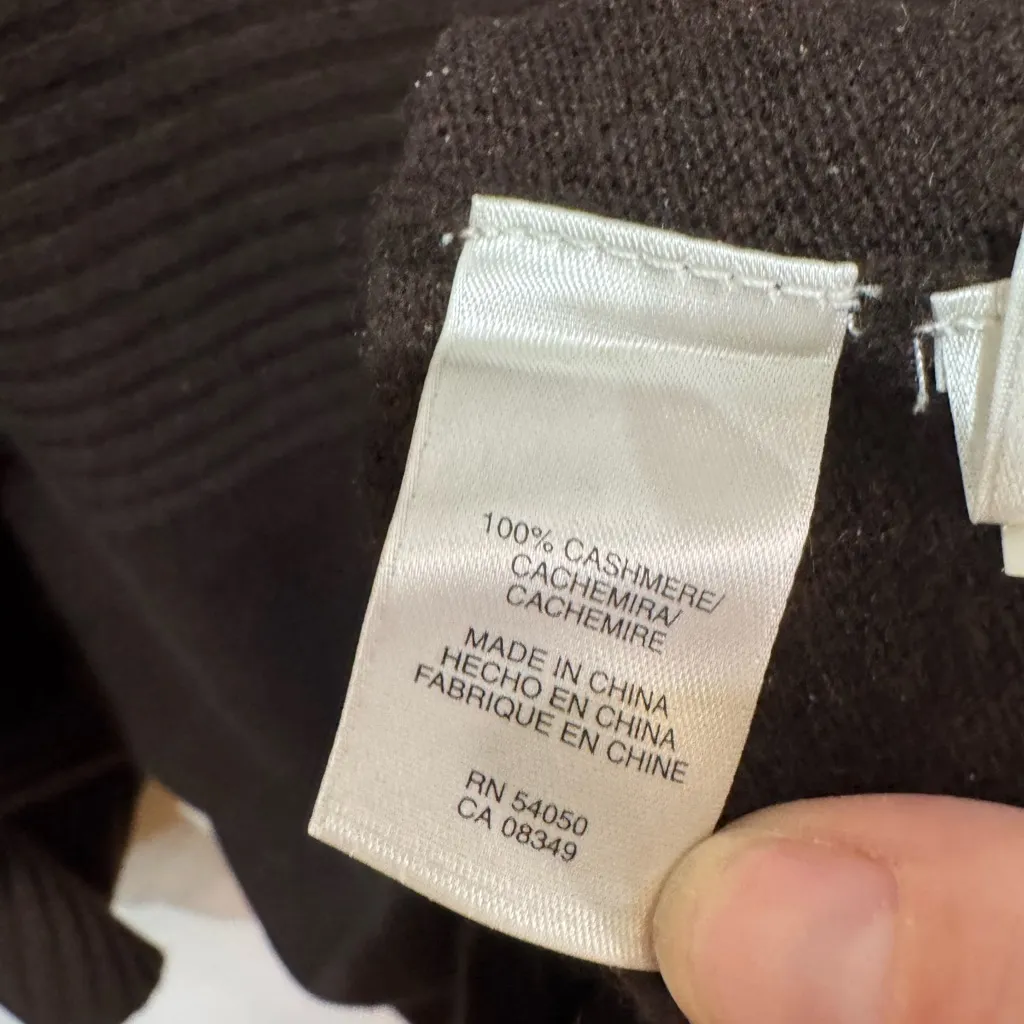 100% CASHMERE/
CACHEMIRA/
CACHEMIRE
MADE IN CHINA
HECHO EN CHINA
FABRIQUE EN CHINE
RN 54050
CA 08349